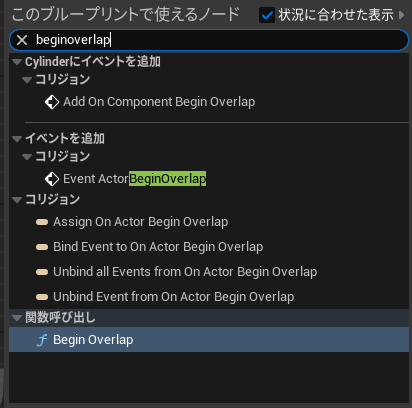 このブループリントで使えるノード 状況に合わせた表示
beginoverlap
Cylinderにイベントを追加
コリジョン
Add On Component Begin Overlap
イベントを追加
コリジョン
Event ActorBeginOverlap
コリジョン
Assign On Actor Begin Overlap
Bind Event to On Actor Begin Overlap
Unbind all Events from On Actor Begin Overlap
Unbind Event from On Actor Begin Overlap
関数呼び出し
Begin Overlap